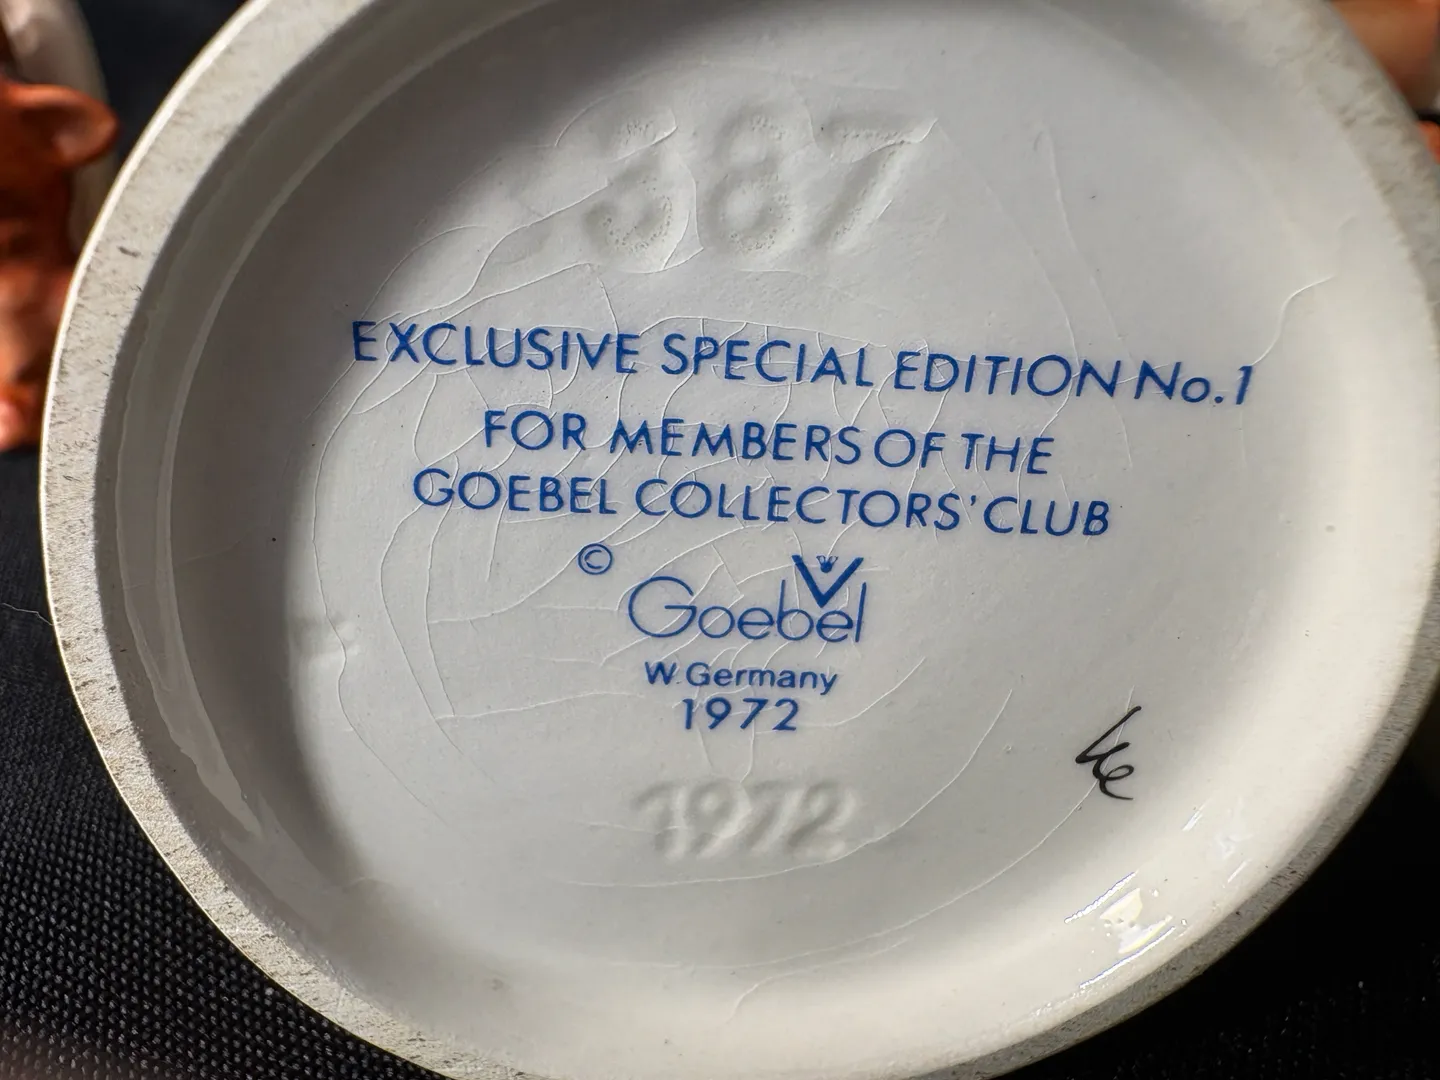 387
EXCLUSIVE SPECIAL EDITION No.1
FOR MEMBERS OF THE
GOEBEL COLLECTORS' CLUB
©
Goebel
W.Germany
1972
1972